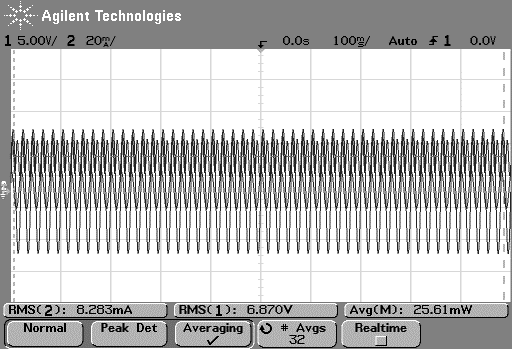 Agilent Technologies
1 5.00V/ 2 20mA/ 0.0s 100ms/ Auto 1 0.0V
RMS(2): 8.283mA RMS(1): 6.870V Avg(M): 25.61mW
Normal Peak Det Averaging # Avgs Realtime
32